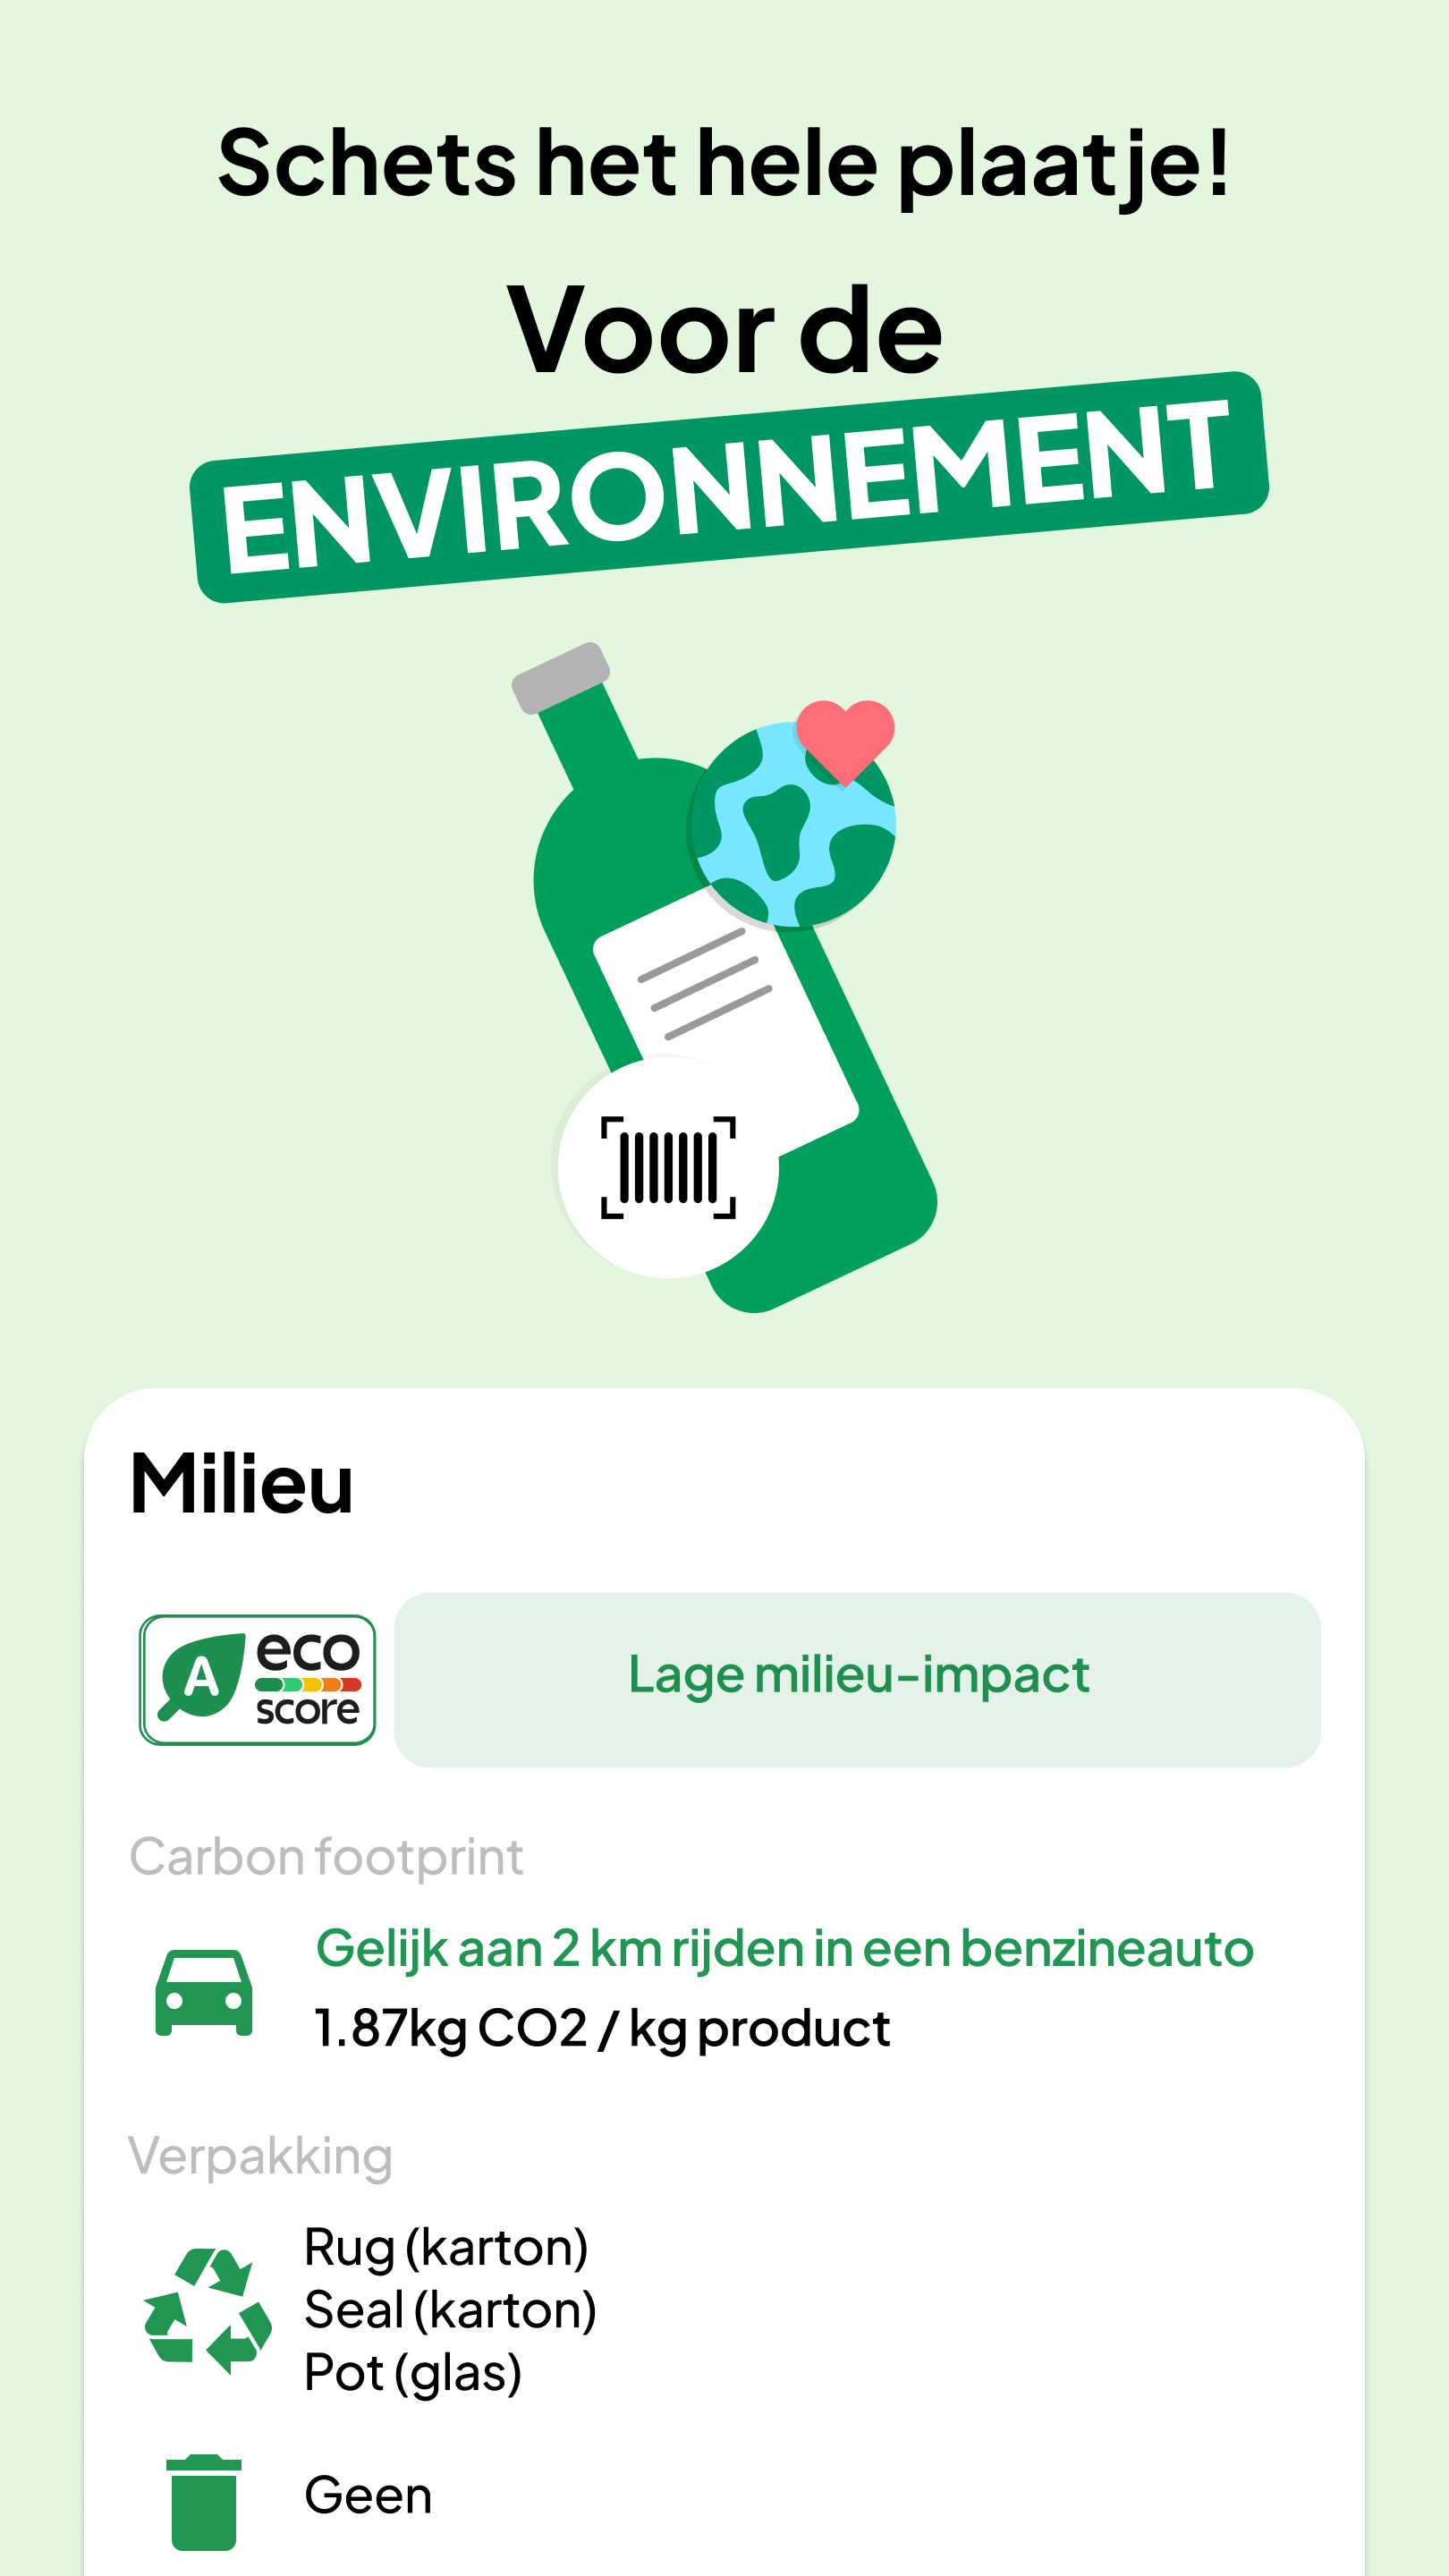 Schets het hele plaatje!
Voor de
ENVIRONNEMENT
Milieu
A
eco
score
Lage milieu-impact
Carbon footprint
Gelijk aan 2 km rijden in een benzineauto
1.87kg CO2 / kg product
Verpakking
Rug (karton)
Seal (karton)
Pot (glas)
Geen